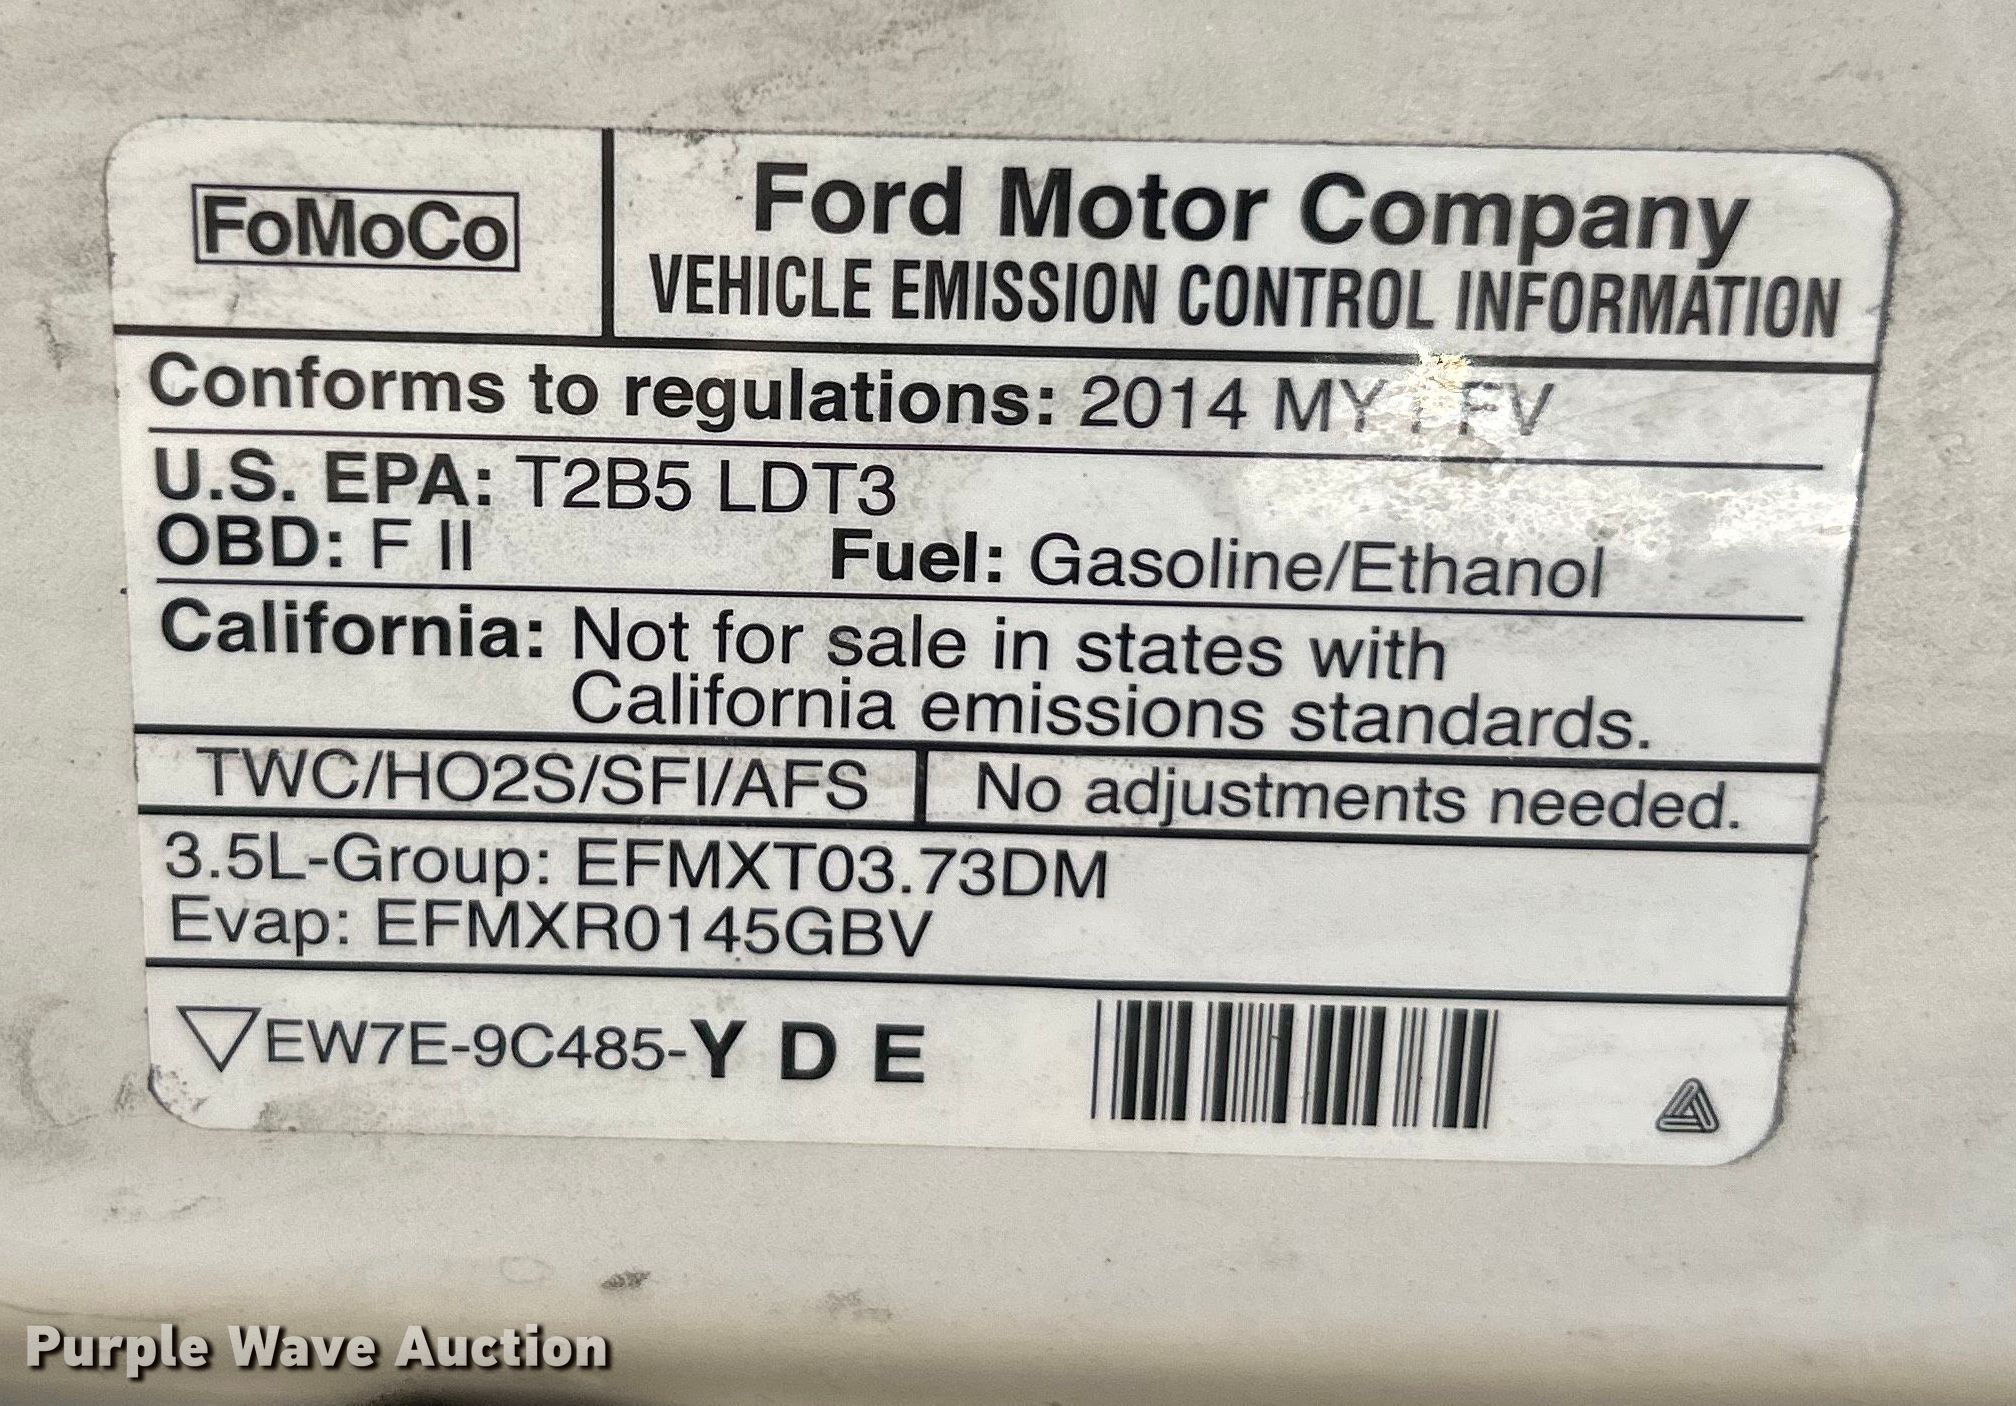 FoMoCo
Ford Motor Company
VEHICLE EMISSION CONTROL INFORMATION
Conforms to regulations: 2014 MY FFV
U.S. EPA: T2B5 LDT3
OBD: F II
Fuel: Gasoline/Ethanol
California: Not for sale in states with
California emissions standards.
TWC/HO2S/SFI/AFS
No adjustments needed.
3.5L-Group: EFMXT03.73DM
Evap: EFMXR0145GBV
EW7E-9C485-Y D E
Purple Wave Auction